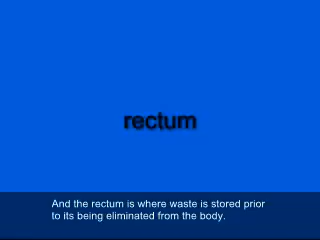 rectum
And the rectum is where waste is stored prior
to its being eliminated from the body.